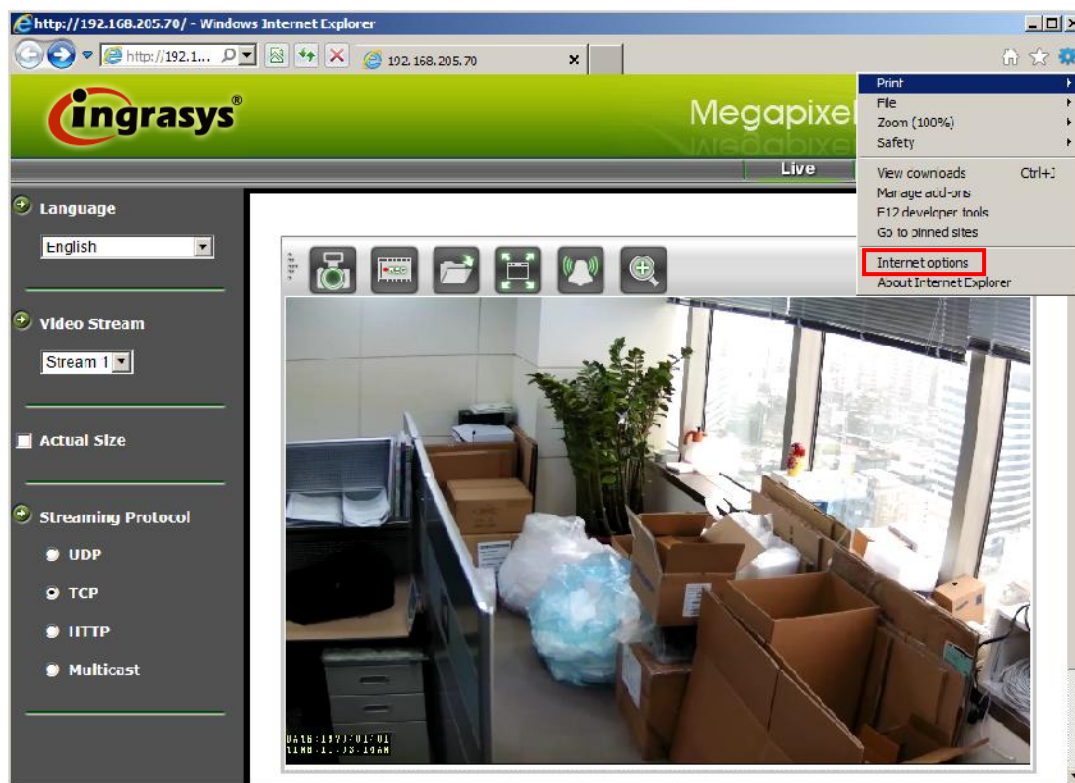 http://192.168.205.70/ - Windows Internet Explorer
http://192.1...
192.168.205.70
ingrasys®
Megapixel
Live
Print
File
Zoom (100%)
Safety
View downloads Ctrl+J
Manage add-ons
F12 developer tools
Go to pinned sites
Internet options
About Internet Explorer
Language
English
Video Stream
Stream 1
Actual Size
Streaming Protocol
UDP
TCP
HTTP
Multicast
REC